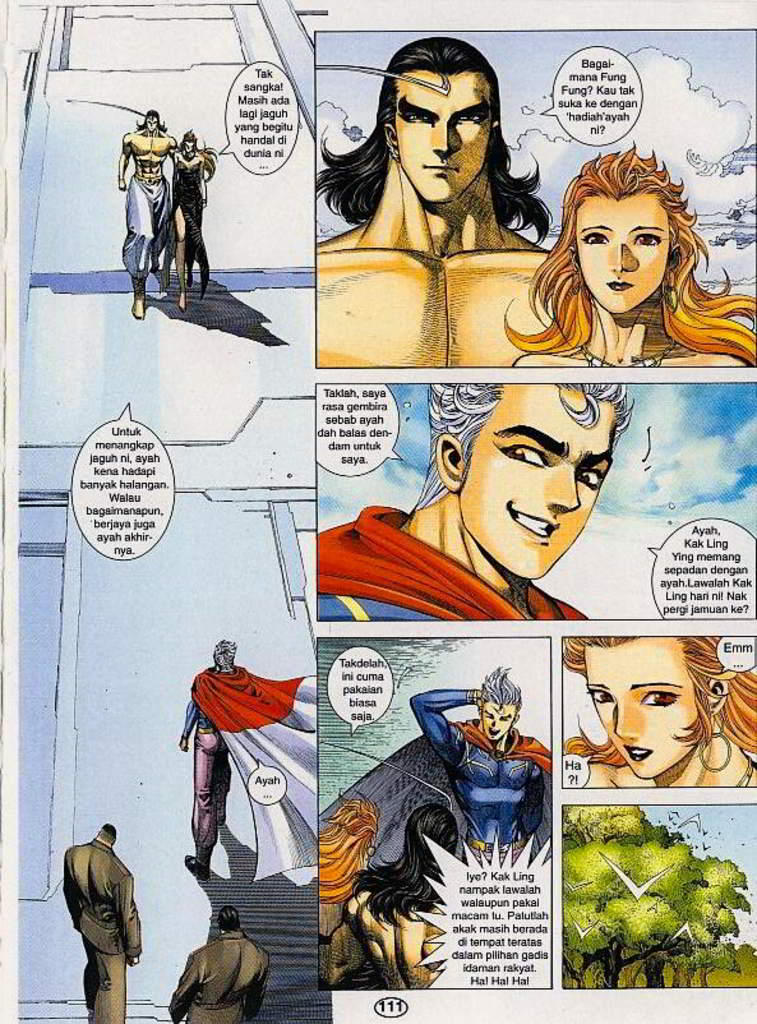 Tak
sangka!
Masih ada
lagi jaguh
yang begitu
handal di
dunia ni
...
Bagai-
mana Fung
Fung? Kau tak
suka ke dengan
'hadiah'ayah
ni?
Untuk
menangkap
jaguh ni, ayah
kena hadapi
banyak halangan.
Walau
bagaimanapun,
berjaya juga
ayah akhir-
nya.
Taklah, saya
rasa gembira
sebab ayah
dah balas den-
dam untuk
saya.
Ayah,
Kak Ling
Ying memang
sepadan dengan
ayah.Lawalah Kak
Ling hari ni! Nak
pergi jamuan ke?
Ayah
...
Takdelah,
ini cuma
pakaian
biasa
saja.
Iye? Kak Ling
nampak lawalah
walaupun pakai
macam tu. Patutlah
akak masih berada
di tempat teratas
dalam pilihan gadis
idaman rakyat.
Ha! Ha! Ha!
Emm
...
Ha
?!
111